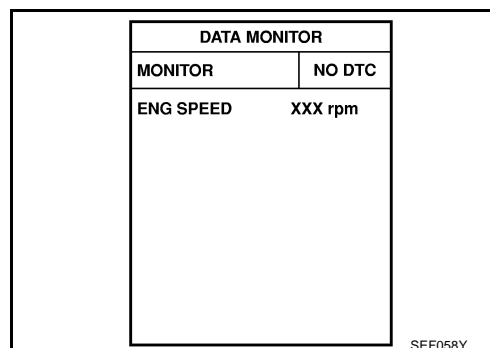 DATA MONITOR
MONITOR NO DTC
ENG SPEED XXX rpm
SEF058Y